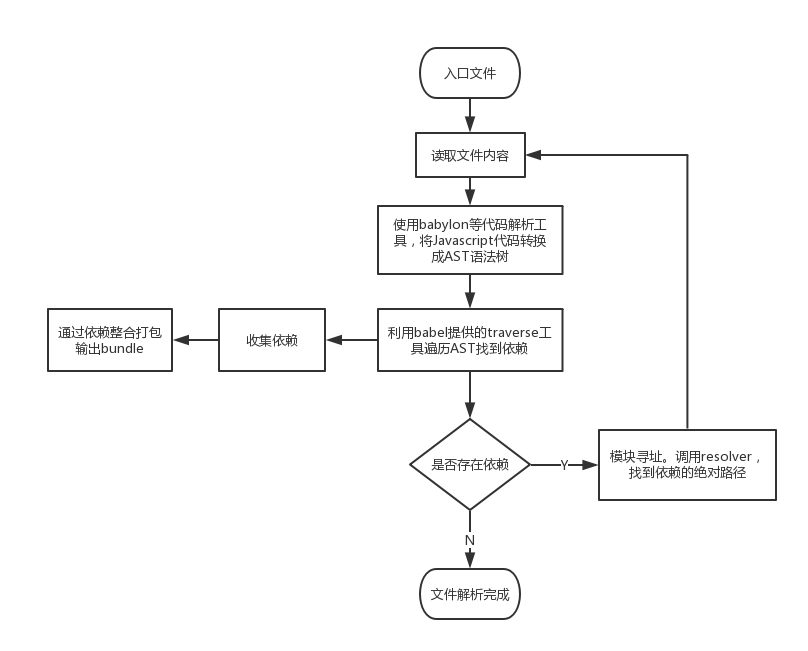 入口文件
读取文件内容
使用babylon等代码解析工
具，将Javascript代码转换
成AST语法树
通过依赖整合打包
输出bundle
收集依赖
利用babel提供的traverse工
具遍历AST找到依赖
是否存在依赖
Y
模块寻址。调用resolver，
找到依赖的绝对路径
N
文件解析完成